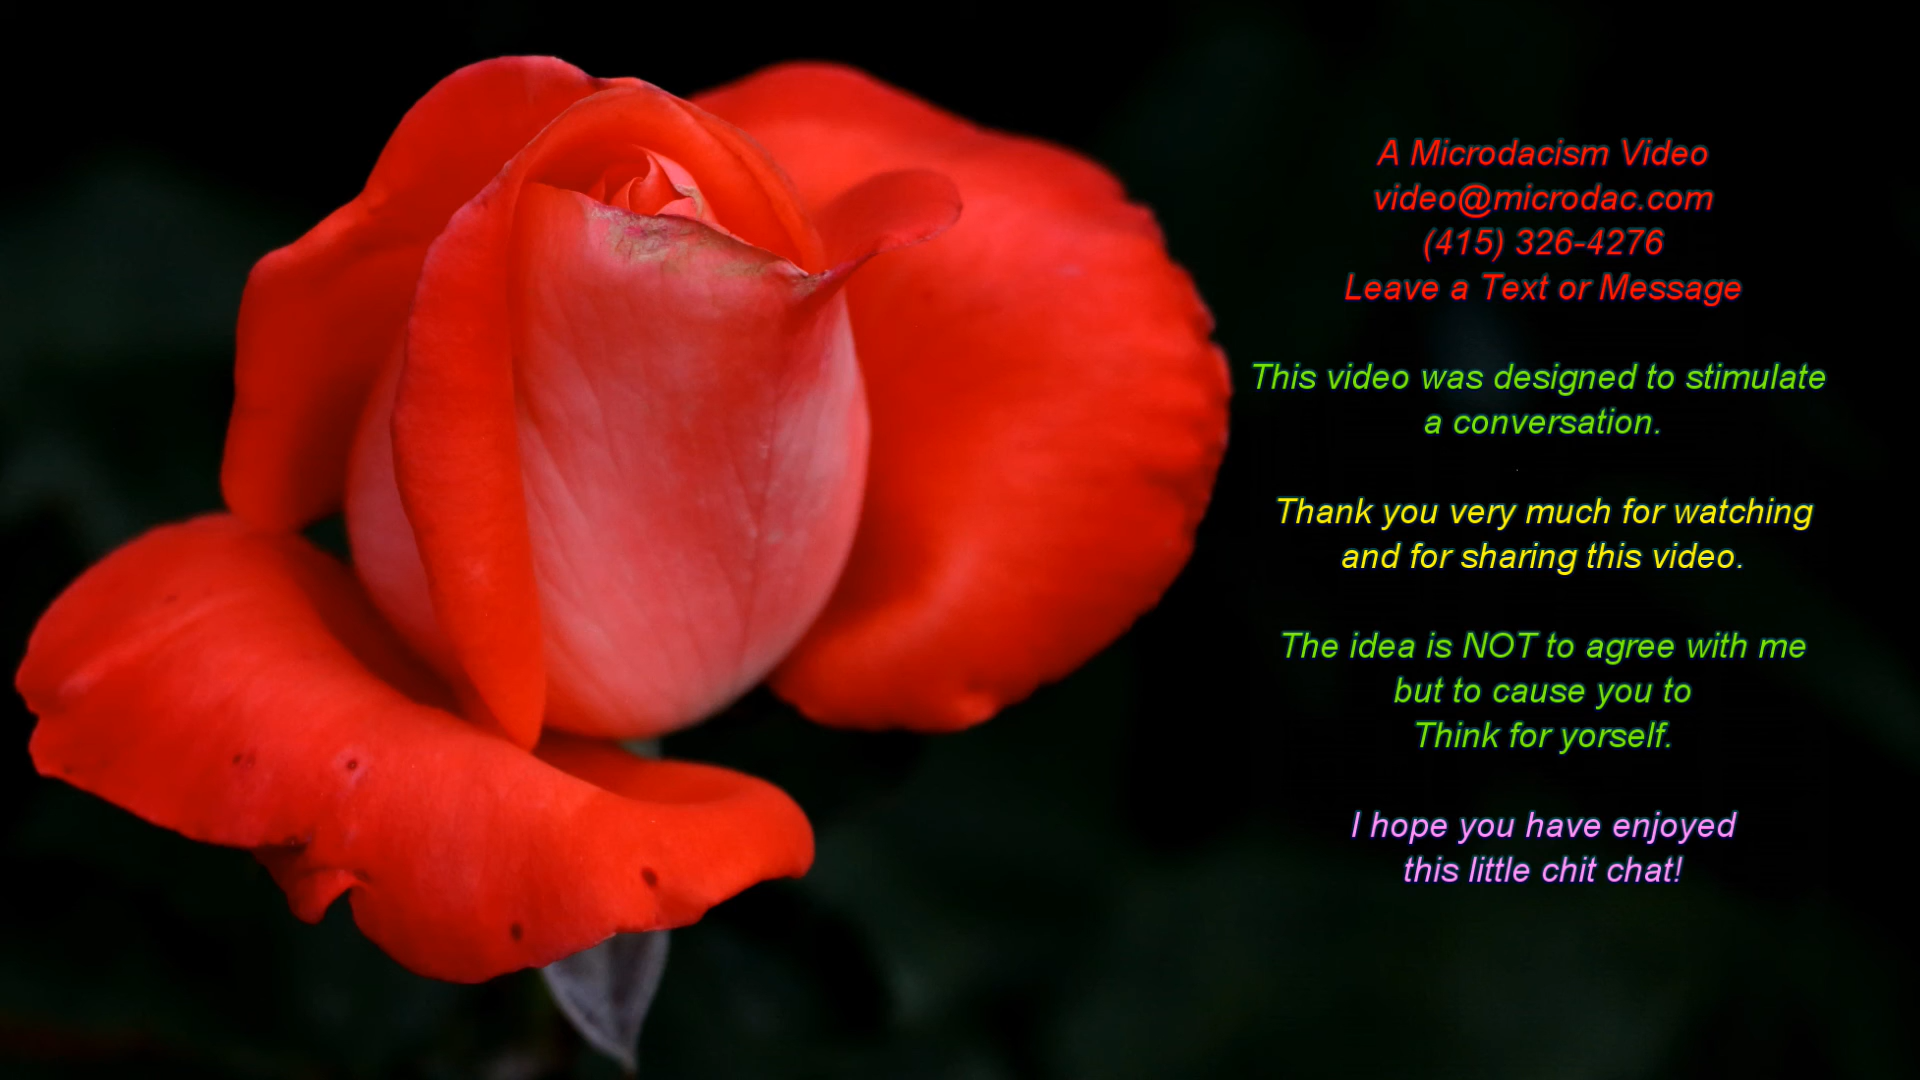 A Microdacism Video
video@microdac.com
(415) 326-4276
Leave a Text or Message
This video was designed to stimulate
a conversation.
Thank you very much for watching
and for sharing this video.
The idea is NOT to agree with me
but to cause you to
Think for yorself.
I hope you have enjoyed
this little chit chat!